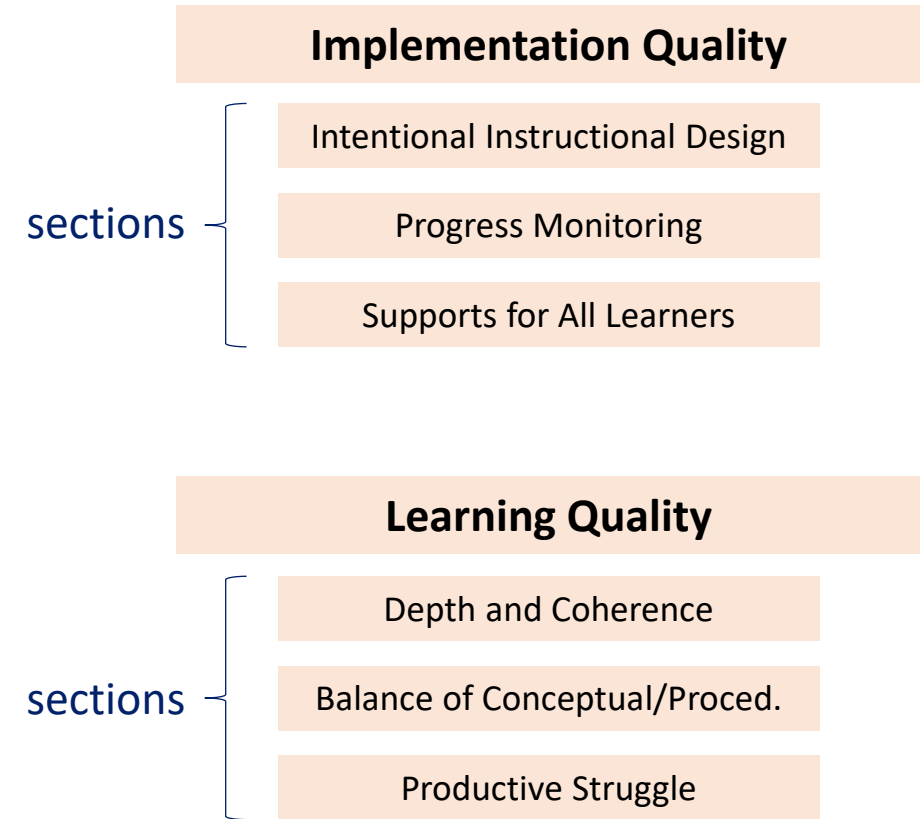 Implementation Quality
Intentional Instructional Design
sections
Progress Monitoring
Supports for All Learners
Learning Quality
Depth and Coherence
sections
Balance of Conceptual/Proced.
Productive Struggle